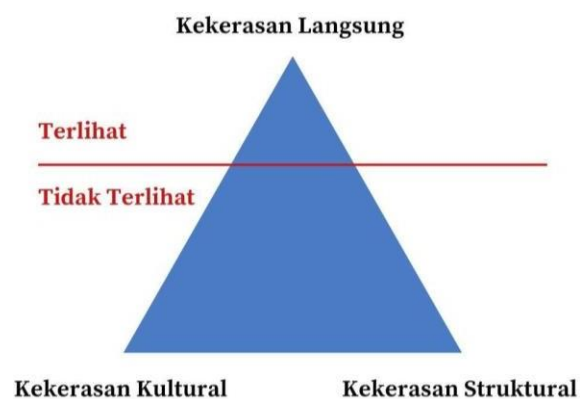 Kekerasan Langsung
Terlihat
Tidak Terlihat
Kekerasan Kultural
Kekerasan Struktural